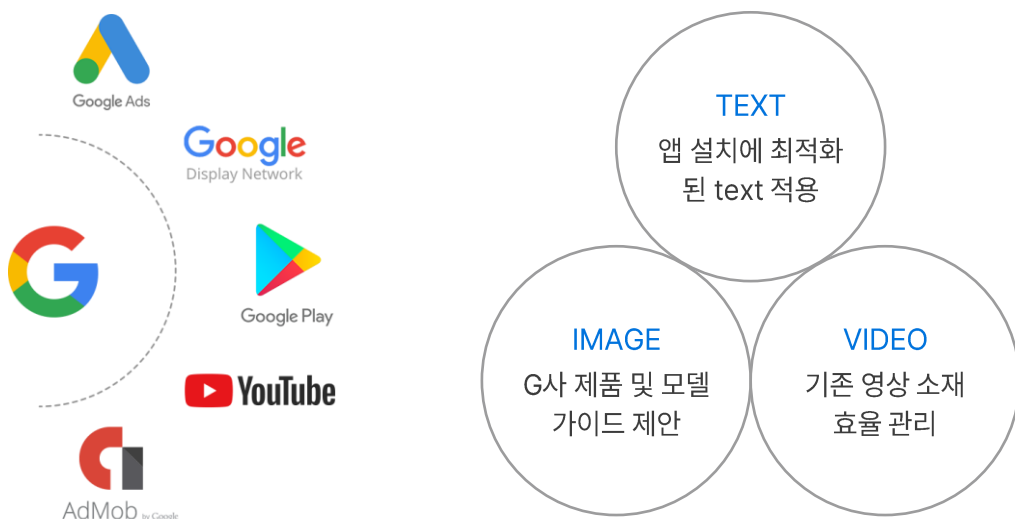 Google Ads
Google
Display Network
Google Play
YouTube
AdMob by Google
TEXT
앱 설치에 최적화
된 text 적용
IMAGE
G사 제품 및 모델
가이드 제안
VIDEO
기존 영상 소재
효율 관리